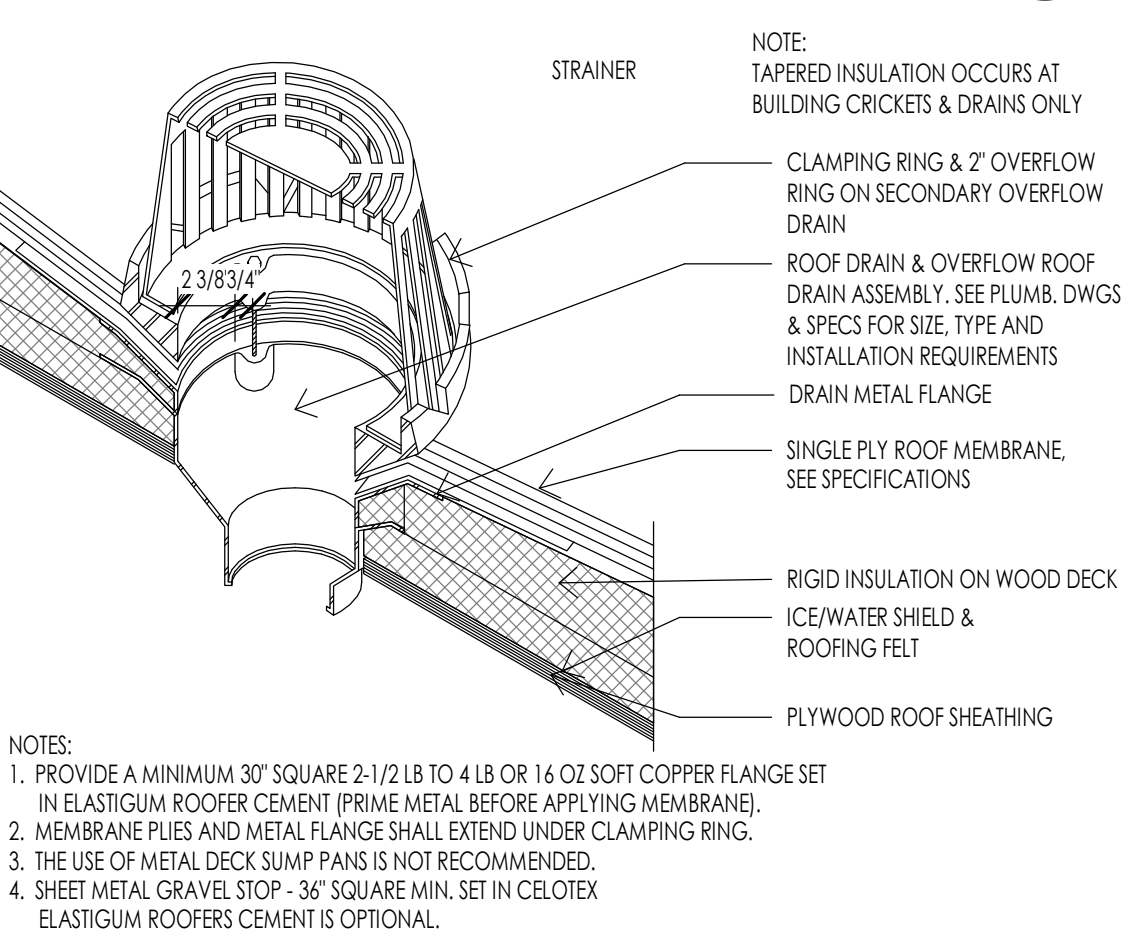 STRAINER
NOTE:
TAPERED INSULATION OCCURS AT
BUILDING CRICKETS & DRAINS ONLY
CLAMPING RING & 2" OVERFLOW
RING ON SECONDARY OVERFLOW
DRAIN
2 3/8"3/4"
ROOF DRAIN & OVERFLOW ROOF
DRAIN ASSEMBLY. SEE PLUMB. DWGS
& SPECS FOR SIZE, TYPE AND
INSTALLATION REQUIREMENTS
DRAIN METAL FLANGE
SINGLE PLY ROOF MEMBRANE,
SEE SPECIFICATIONS
RIGID INSULATION ON WOOD DECK
ICE/WATER SHIELD &
ROOFING FELT
PLYWOOD ROOF SHEATHING
NOTES:
1. PROVIDE A MINIMUM 30" SQUARE 2-1/2 LB TO 4 LB OR 16 OZ SOFT COPPER FLANGE SET
IN ELASTIGUM ROOFER CEMENT (PRIME METAL BEFORE APPLYING MEMBRANE).
2. MEMBRANE PLIES AND METAL FLANGE SHALL EXTEND UNDER CLAMPING RING.
3. THE USE OF METAL DECK SUMP PANS IS NOT RECOMMENDED.
4. SHEET METAL GRAVEL STOP - 36" SQUARE MIN. SET IN CELOTEX
ELASTIGUM ROOFERS CEMENT IS OPTIONAL.